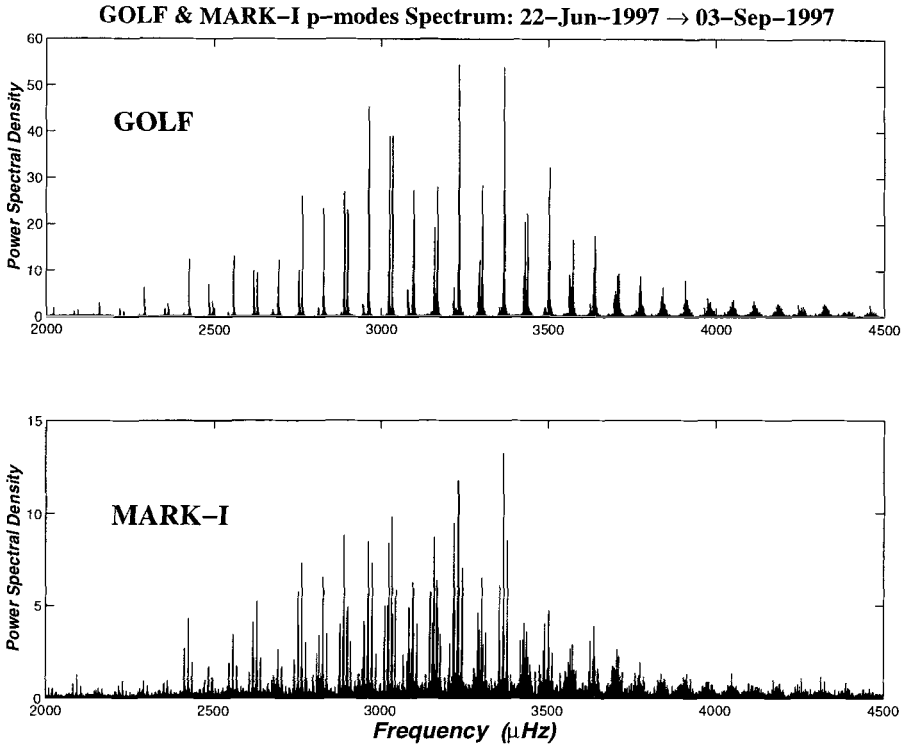 GOLF & MARK–I p–modes Spectrum: 22–Jun–1997 → 03–Sep–1997
60
50
40
30
20
10
0
Power Spectral Density
GOLF
2000 2500 3000 3500 4000 4500
15
10
5
0
Power Spectral Density
MARK–I
2000 2500 3000 3500 4000 4500
Frequency (μHz)